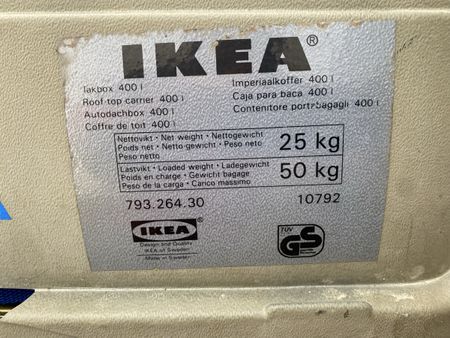 IKEA®
Takbox 400 l
Roof top carrier 400 l
Autodachbox 400 l
Coffre de toit 400 l
Imperiaalkoffer 400 l
Caja para baca 400 l
Contenitore portabagagli 400 l
Nettovikt · Net weight · Nettogewicht
Poids net · Netto gewicht · Peso neto
Peso netto
25 kg
Lastvikt · Loaded weight · Ladegewicht
Poids en charge · Gewicht bagage
Peso de la carga · Carico massimo
50 kg
793.264.30
10792
IKEA
Design and Quality
IKEA of Sweden
Made in Sweden
TÜV
GS